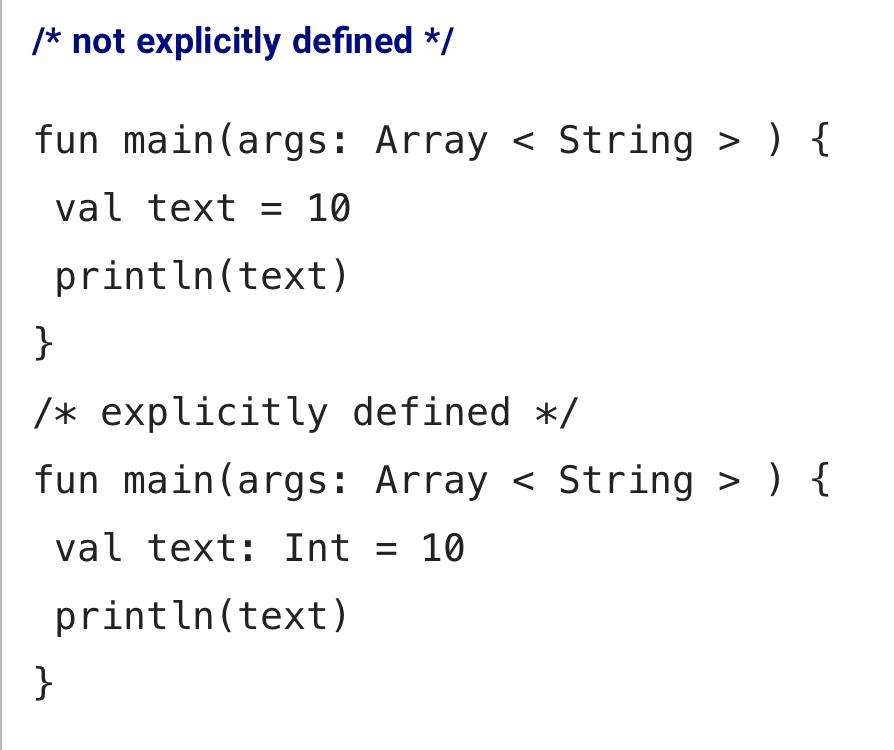 /* not explicitly defined */
fun main(args: Array < String > ) {
 val text = 10
 println(text)
}
/* explicitly defined */
fun main(args: Array < String > ) {
 val text: Int = 10
 println(text)
}